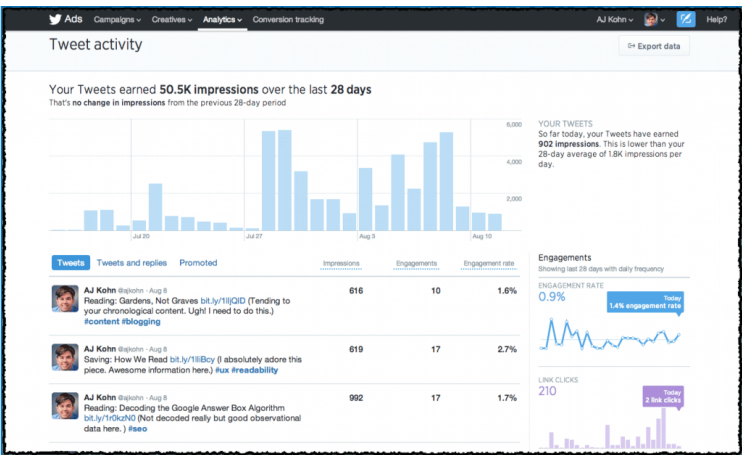 Ads Campaigns Creatives Analytics Conversion tracking AJ Kohn Help?
Tweet activity
Export data
Your Tweets earned 50.5K impressions over the last 28 days
That's no change in impressions from the previous 28-day period
6,000
4,000
2,000
Jul 20 Jul 27 Aug 3 Aug 10
YOUR TWEETS
So far today, your Tweets have earned
902 impressions. This is lower than your
28-day average of 1.8K impressions per
day.
Tweets Tweets and replies Promoted Impressions Engagements Engagement rate
AJ Kohn @ajkohn · Aug 8 616 10 1.6%
Reading: Gardens, Not Graves (Tending to
your chronological content. Ugh! I need to do this.)
#content #blogging
AJ Kohn @ajkohn · Aug 8 619 17 2.7%
Saving: How We Read (I absolutely adore this
piece. Awesome information here.) #ux #readability
AJ Kohn @ajkohn · Aug 8 992 17 1.7%
Reading: Decoding the Google Answer Box Algorithm
bit.ly/1r0kzN0 (Not decoded really but good observational
data here. ) #seo
Engagements
Showing last 28 days with daily frequency
ENGAGEMENT RATE
0.9%
Today
1.4% engagement rate
LINK CLICKS
210
Today
2 link clicks